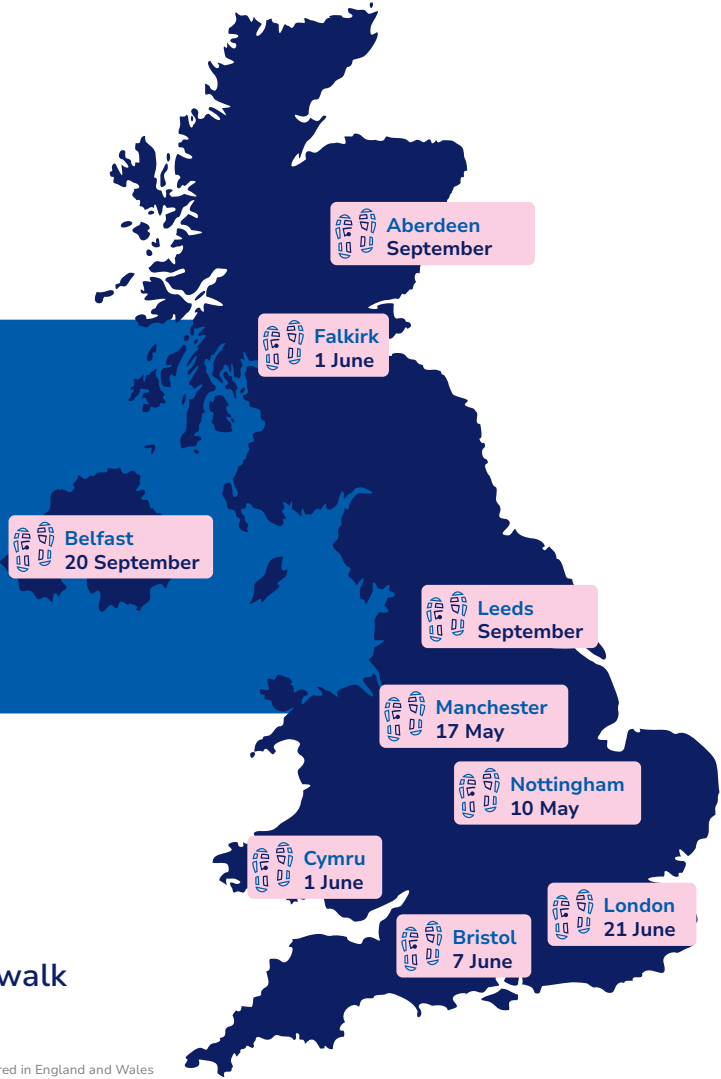 Aberdeen
September
Falkirk
1 June
Belfast
20 September
Leeds
September
Manchester
17 May
Nottingham
10 May
Cymru
1 June
London
21 June
Bristol
7 June
walk
red in England and Wales